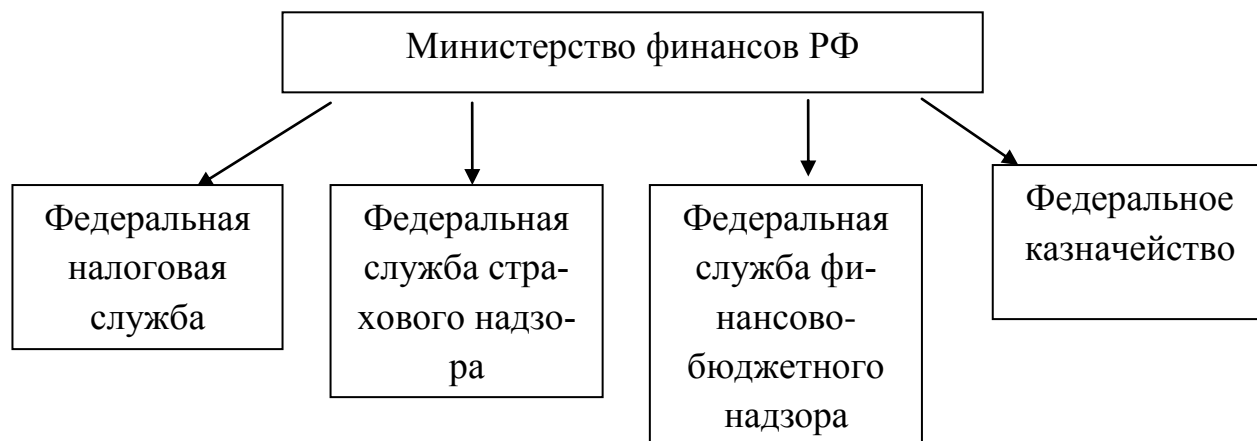 Министерство финансов РФ
Федеральная
налоговая
служба
Федеральная
служба стра-
хового надзо-
ра
Федеральная
служба фи-
нансово-
бюджетного
надзора
Федеральное
казначейство